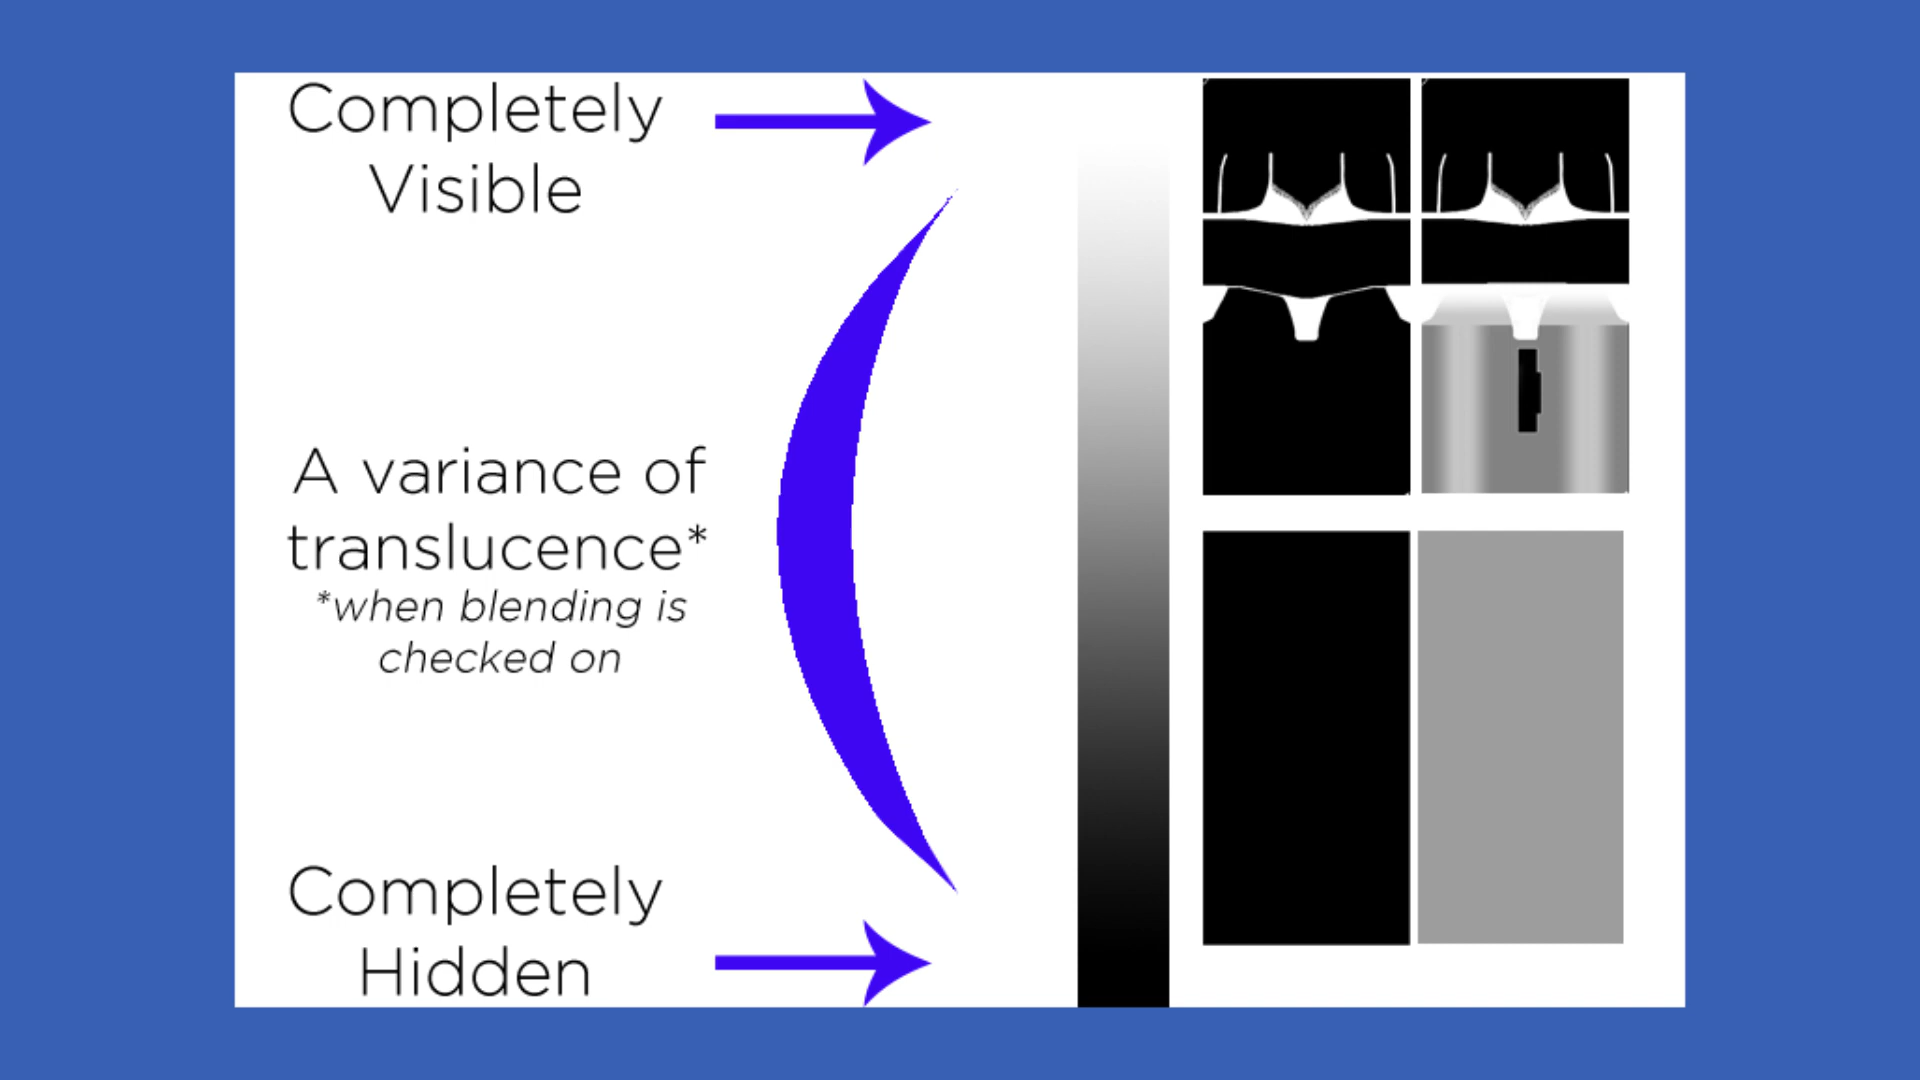 Completely
Visible
A variance of
translucence*
*when blending is
checked on
Completely
Hidden